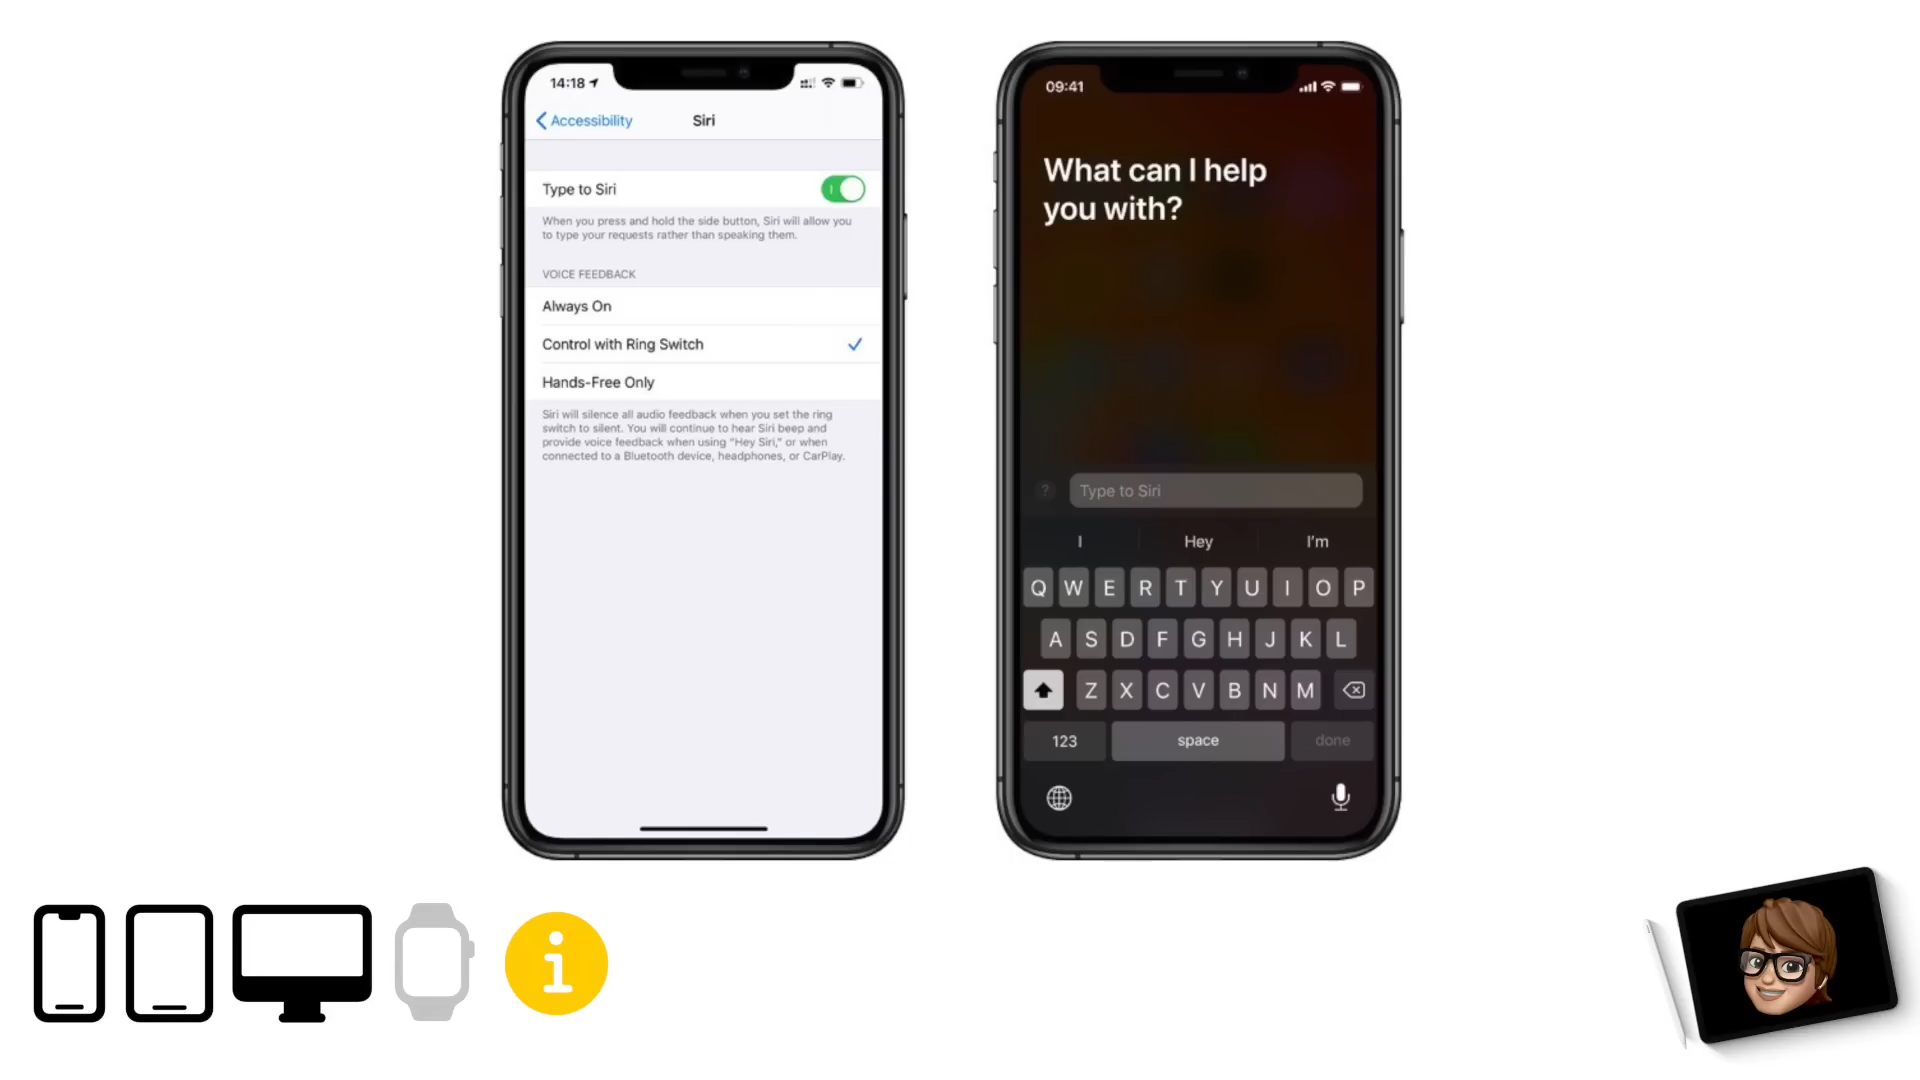 14:18
Accessibility
Siri
Type to Siri
When you press and hold the side button, Siri will allow you
to type your requests rather than speaking them.
VOICE FEEDBACK
Always On
Control with Ring Switch
Hands-Free Only
Siri will silence all audio feedback when you set the ring
switch to silent. You will continue to hear Siri beep and
provide voice feedback when using "Hey Siri," or when
connected to a Bluetooth device, headphones, or CarPlay.
09:41
What can I help
you with?
? Type to Siri
I Hey I'm
Q W E R T Y U I O P
A S D F G H J K L
Z X C V B N M
123 space done
i